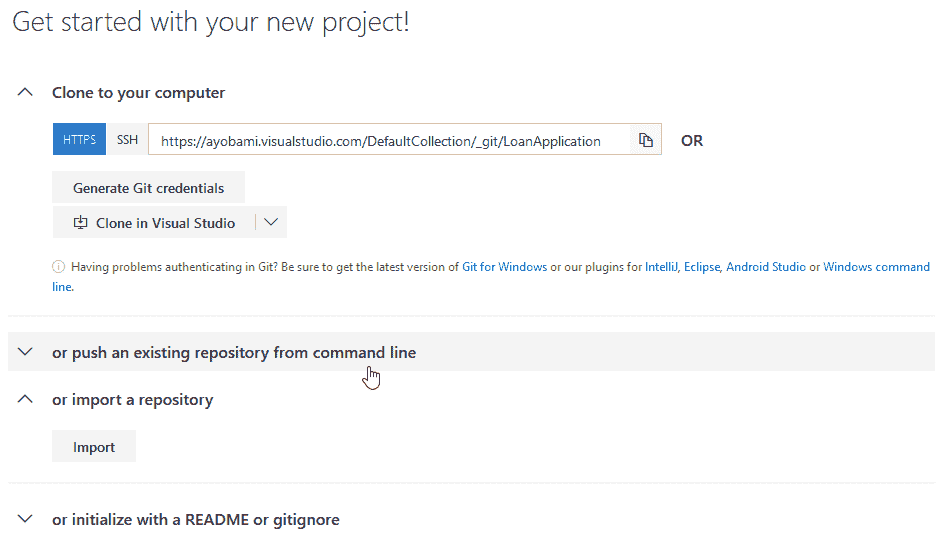 Get started with your new project!
Clone to your computer
HTTPS SSH https://ayobami.visualstudio.com/DefaultCollection/_git/LoanApplication OR
Generate Git credentials
Clone in Visual Studio
Having problems authenticating in Git? Be sure to get the latest version of Git for Windows or our plugins for IntelliJ, Eclipse, Android Studio or Windows command
line.
or push an existing repository from command line
or import a repository
Import
or initialize with a README or gitignore